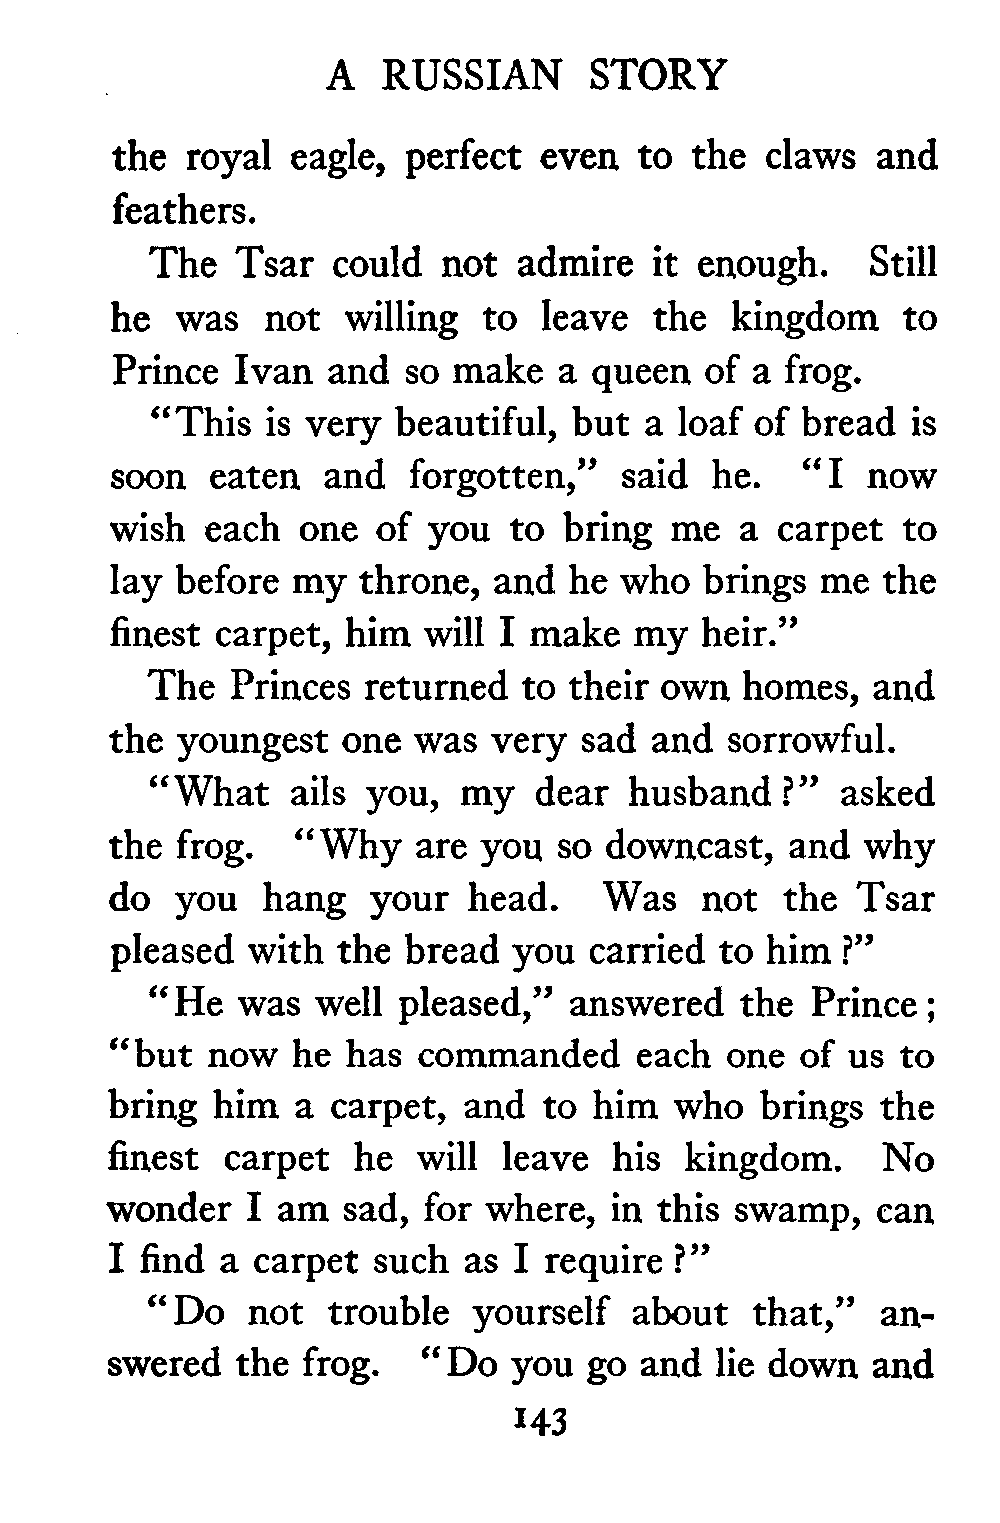 A RUSSIAN STORY
the royal eagle, perfect even to the claws and
feathers.
The Tsar could not admire it enough. Still
he was not willing to leave the kingdom to
Prince Ivan and so make a queen of a frog.
“This is very beautiful, but a loaf of bread is
soon eaten and forgotten,” said he. “I now
wish each one of you to bring me a carpet to
lay before my throne, and he who brings me the
finest carpet, him will I make my heir.”
The Princes returned to their own homes, and
the youngest one was very sad and sorrowful.
“What ails you, my dear husband?” asked
the frog. “Why are you so downcast, and why
do you hang your head. Was not the Tsar
pleased with the bread you carried to him?”
“He was well pleased,” answered the Prince;
“but now he has commanded each one of us to
bring him a carpet, and to him who brings the
finest carpet he will leave his kingdom. No
wonder I am sad, for where, in this swamp, can
I find a carpet such as I require?”
“Do not trouble yourself about that,” an-
swered the frog. “Do you go and lie down and
143